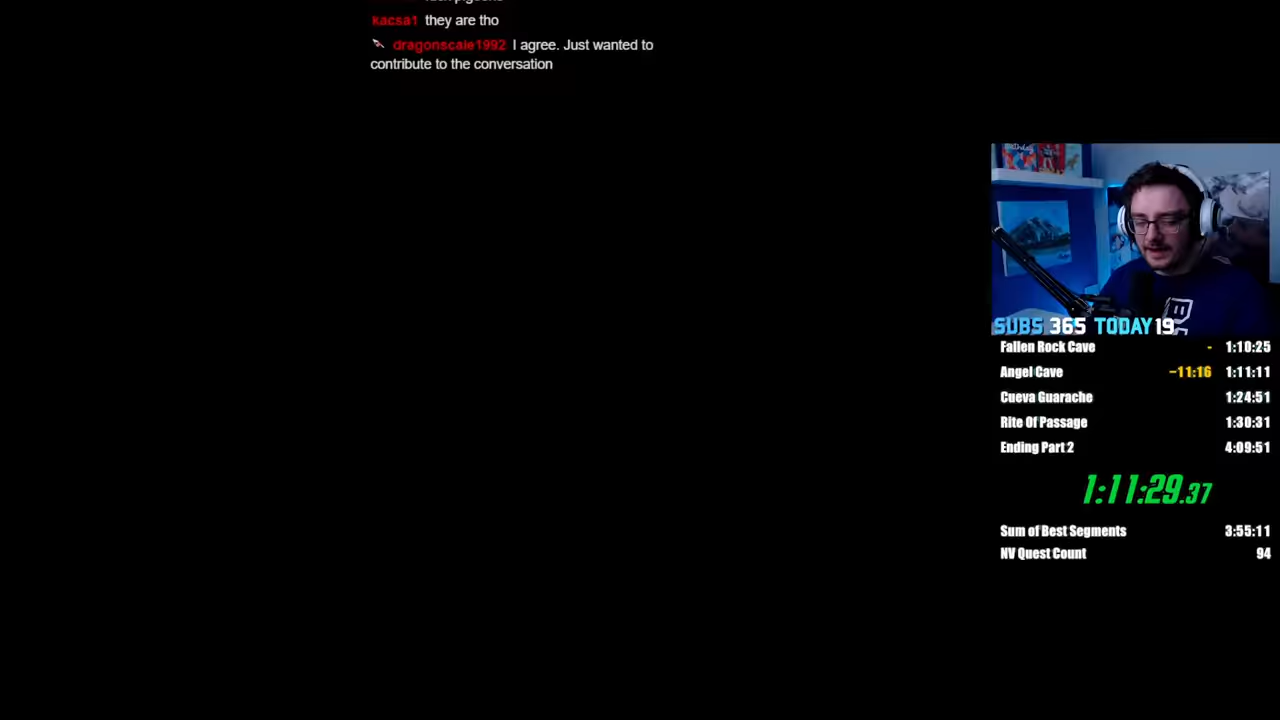 kacsa1 they are tho
dragonscale1992 I agree. Just wanted to
contribute to the conversation
SUBS 365 TODAY 19
Fallen Rock Cave - 1:10:25
Angel Cave −11:16 1:11:11
Cueva Guarache 1:24:51
Rite Of Passage 1:30:31
Ending Part 2 4:09:51
1:11:29.37
Sum of Best Segments 3:55:11
NV Quest Count 94